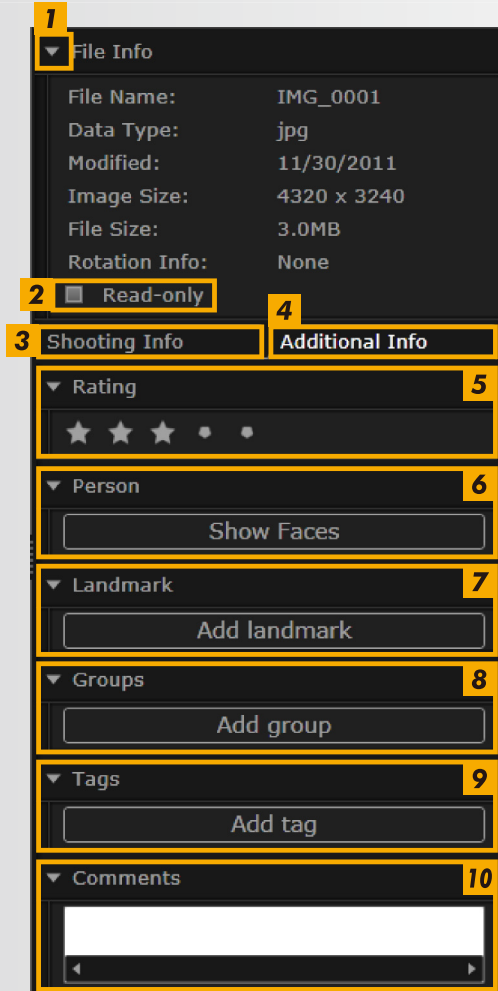 1
File Info
File Name: IMG_0001
Data Type: jpg
Modified: 11/30/2011
Image Size: 4320 x 3240
File Size: 3.0MB
Rotation Info: None
2 Read-only
4
3 Shooting Info Additional Info
Rating 5
Person 6
Show Faces
Landmark 7
Add landmark
Groups 8
Add group
Tags 9
Add tag
Comments 10